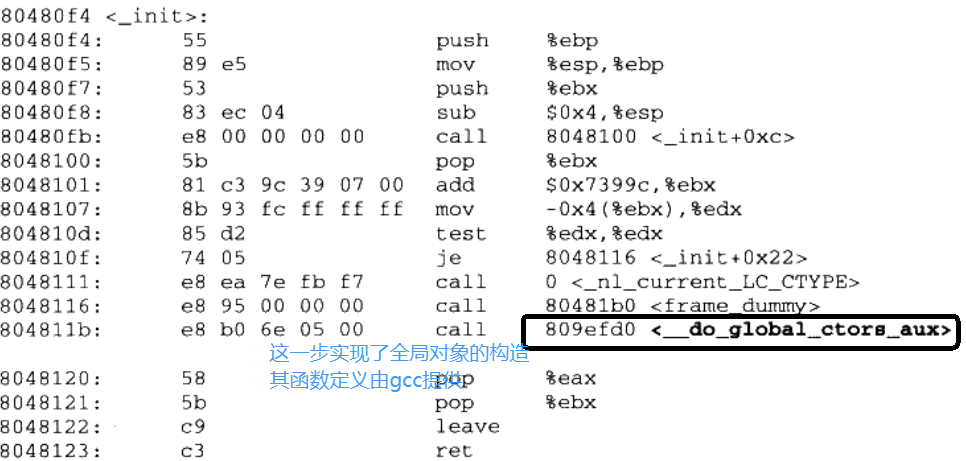 80480f4 <_init>:
80480f4: 55 push %ebp
80480f5: 89 e5 mov %esp,%ebp
80480f7: 53 push %ebx
80480f8: 83 ec 04 sub $0x4,%esp
80480fb: e8 00 00 00 00 call 8048100 <_init+0xc>
8048100: 5b pop %ebx
8048101: 81 c3 9c 39 07 00 add $0x7399c,%ebx
8048107: 8b 93 fc ff ff ff mov -0x4(%ebx),%edx
804810d: 85 d2 test %edx,%edx
804810f: 74 05 je 8048116 <_init+0x22>
8048111: e8 ea 7e fb f7 call 0 <_nl_current_LC_CTYPE>
8048116: e8 95 00 00 00 call 80481b0 <frame_dummy>
804811b: e8 b0 6e 05 00 call 809efd0 <__do_global_ctors_aux>
这一步实现了全局对象的构造
其函数定义由gcc提供
8048120: 58 pop %eax
8048121: 5b pop %ebx
8048122: c9 leave
8048123: c3 ret